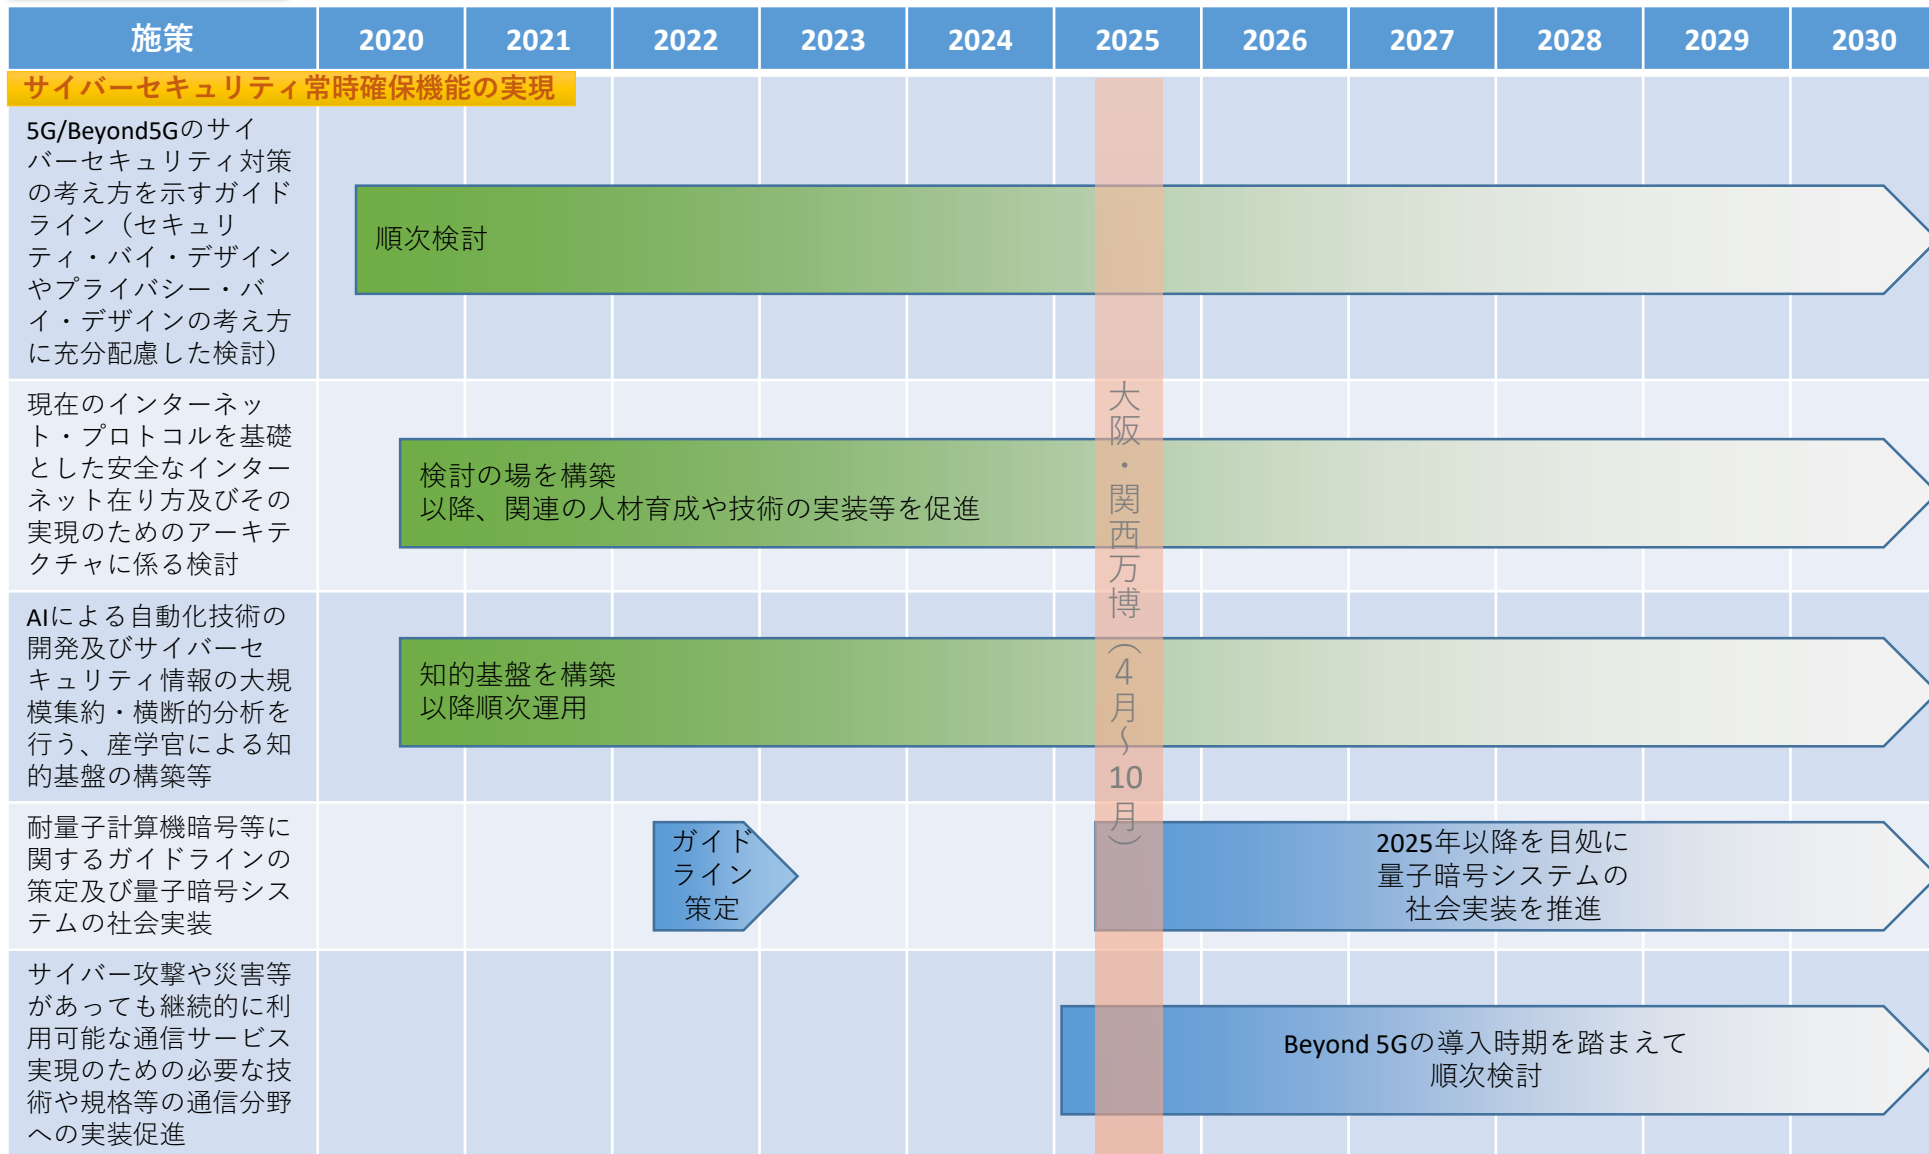 施策 2020 2021 2022 2023 2024 2025 2026 2027 2028 2029 2030
サイバーセキュリティ常時確保機能の実現
5G/Beyond5Gのサイ
バーセキュリティ対策
の考え方を示すガイド
ライン（セキュリ
ティ・バイ・デザイン
やプライバシー・バ
イ・デザインの考え方
に充分配慮した検討）
順次検討
現在のインターネッ
ト・プロトコルを基礎
とした安全なインター
ネット在り方及びその
実現のためのアーキテ
クチャに係る検討
検討の場を構築
以降、関連の人材育成や技術の実装等を促進
AIによる自動化技術の
開発及びサイバーセ
キュリティ情報の大規
模集約・横断的分析を
行う、産学官による知
的基盤の構築等
知的基盤を構築
以降順次運用
大阪・関西万博（4月～10月）
耐量子計算機暗号等に
関するガイドラインの
策定及び量子暗号シス
テムの社会実装
ガイド
ライン
策定
2025年以降を目処に
量子暗号システムの
社会実装を推進
サイバー攻撃や災害等
があっても継続的に利
用可能な通信サービス
実現のための必要な技
術や規格等の通信分野
への実装促進
Beyond 5Gの導入時期を踏まえて
順次検討